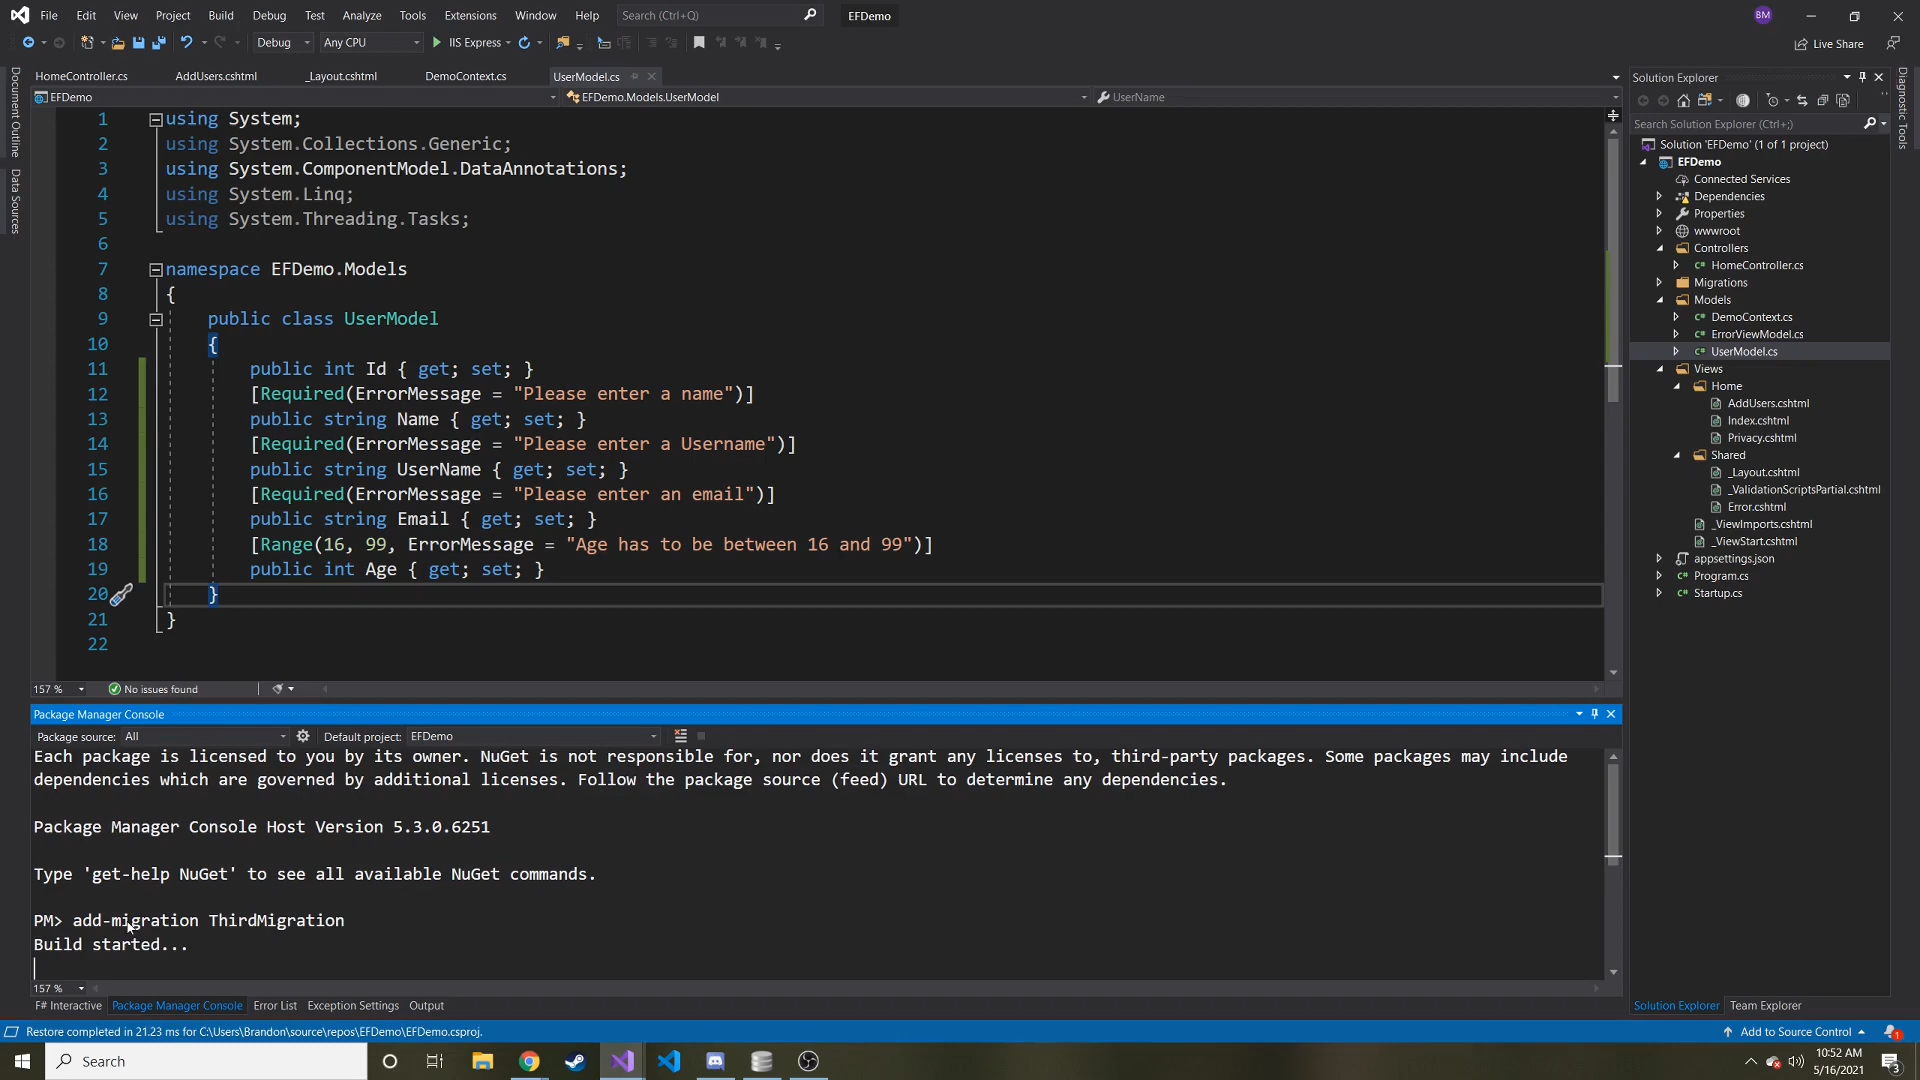 File Edit View Project Build Debug Test Analyze Tools Extensions Window Help Search (Ctrl+Q) EFDemo BM
Debug Any CPU IIS Express Live Share
HomeController.cs AddUsers.cshtml _Layout.cshtml DemoContext.cs UserModel.cs
EFDemo EFDemo.Models.UserModel UserName
Document Outline
Data Sources
1 using System;
2 using System.Collections.Generic;
3 using System.ComponentModel.DataAnnotations;
4 using System.Linq;
5 using System.Threading.Tasks;
6
7 namespace EFDemo.Models
8 {
9 public class UserModel
10 {
11 public int Id { get; set; }
12 [Required(ErrorMessage = "Please enter a name")]
13 public string Name { get; set; }
14 [Required(ErrorMessage = "Please enter a Username")]
15 public string UserName { get; set; }
16 [Required(ErrorMessage = "Please enter an email")]
17 public string Email { get; set; }
18 [Range(16, 99, ErrorMessage = "Age has to be between 16 and 99")]
19 public int Age { get; set; }
20 }
21 }
22
157 % No issues found
Package Manager Console
Package source: All Default project: EFDemo
Each package is licensed to you by its owner. NuGet is not responsible for, nor does it grant any licenses to, third-party packages. Some packages may include
dependencies which are governed by additional licenses. Follow the package source (feed) URL to determine any dependencies.
Package Manager Console Host Version 5.3.0.6251
Type 'get-help NuGet' to see all available NuGet commands.
PM> add-migration ThirdMigration
Build started...
157 %
F# Interactive Package Manager Console Error List Exception Settings Output
Solution Explorer
Search Solution Explorer (Ctrl+;)
Solution 'EFDemo' (1 of 1 project)
EFDemo
Connected Services
Dependencies
Properties
wwwroot
Controllers
C# HomeController.cs
Migrations
Models
C# DemoContext.cs
C# ErrorViewModel.cs
C# UserModel.cs
Views
Home
AddUsers.cshtml
Index.cshtml
Privacy.cshtml
Shared
_Layout.cshtml
_ValidationScriptsPartial.cshtml
Error.cshtml
_ViewImports.cshtml
_ViewStart.cshtml
appsettings.json
C# Program.cs
C# Startup.cs
Solution Explorer Team Explorer
Diagnostic Tools
Restore completed in 21.23 ms for C:\Users\Brandon\source\repos\EFDemo\EFDemo.csproj. Add to Source Control 1
Search
10:52 AM
5/16/2021
3